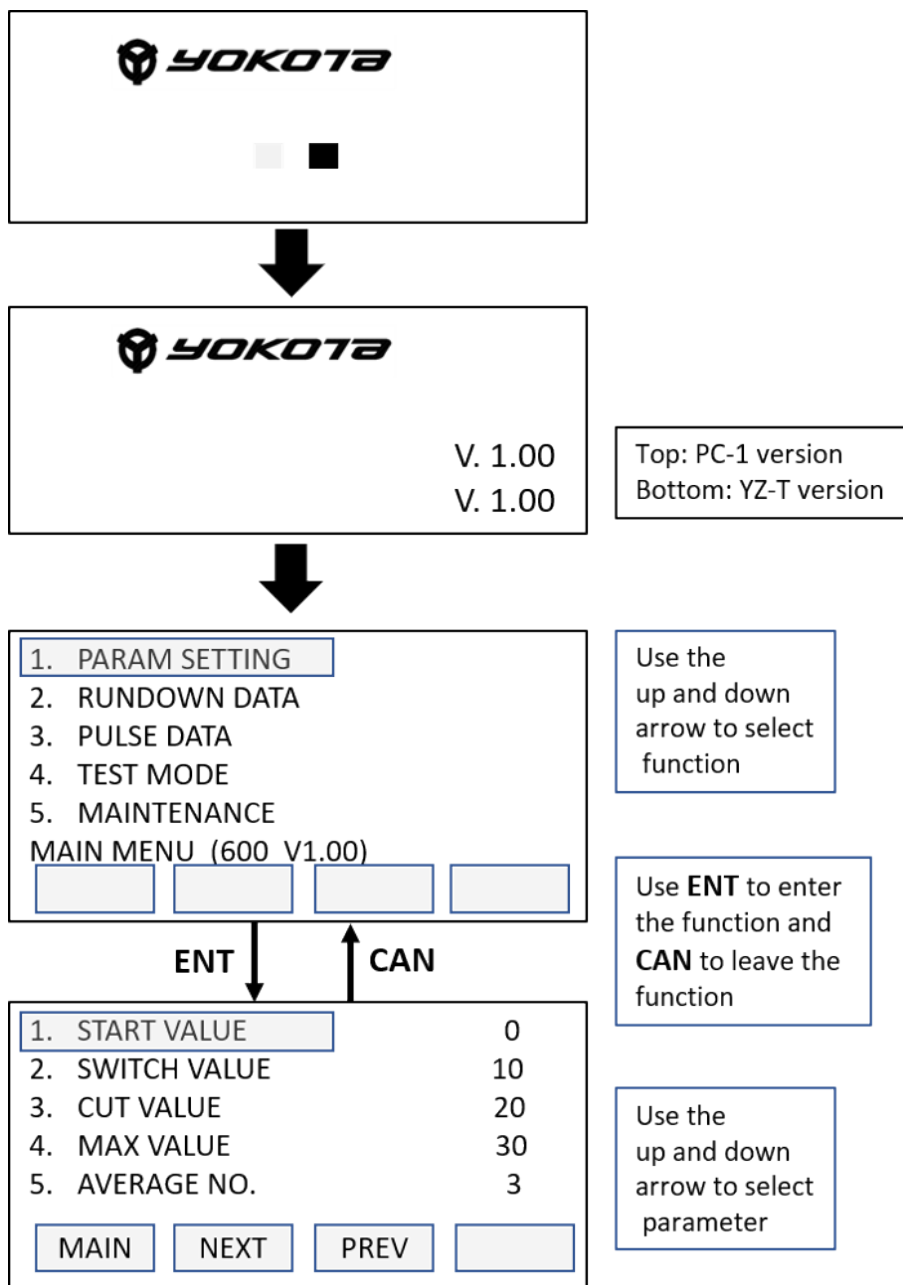 YOKOTA
YOKOTA
V. 1.00
V. 1.00
Top: PC-1 version
Bottom: YZ-T version
1. PARAM SETTING
2. RUNDOWN DATA
3. PULSE DATA
4. TEST MODE
5. MAINTENANCE
MAIN MENU (600 V1.00)
Use the
up and down
arrow to select
function
Use ENT to enter
the function and
CAN to leave the
function
ENT
CAN
1. START VALUE 0
2. SWITCH VALUE 10
3. CUT VALUE 20
4. MAX VALUE 30
5. AVERAGE NO. 3
MAIN NEXT PREV
Use the
up and down
arrow to select
parameter